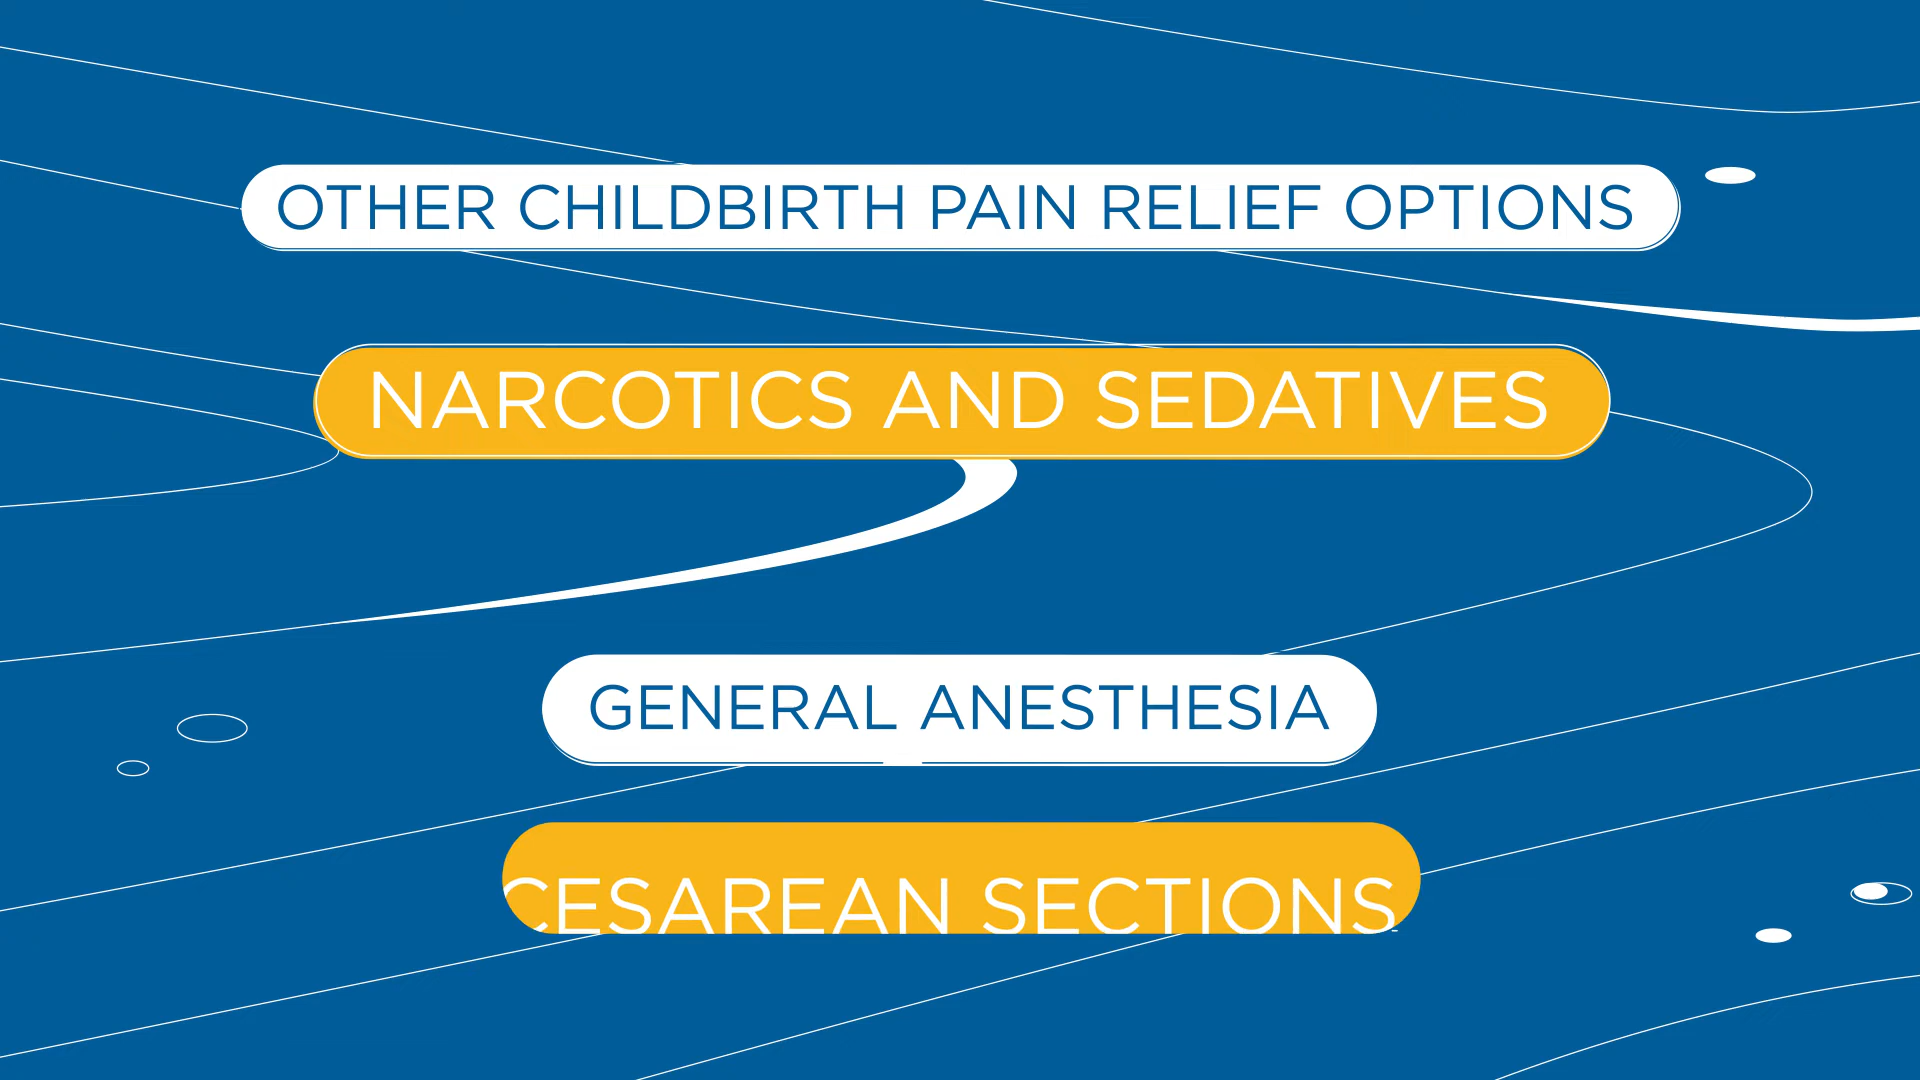 OTHER CHILDBIRTH PAIN RELIEF OPTIONS
NARCOTICS AND SEDATIVES
GENERAL ANESTHESIA
CESAREAN SECTIONS